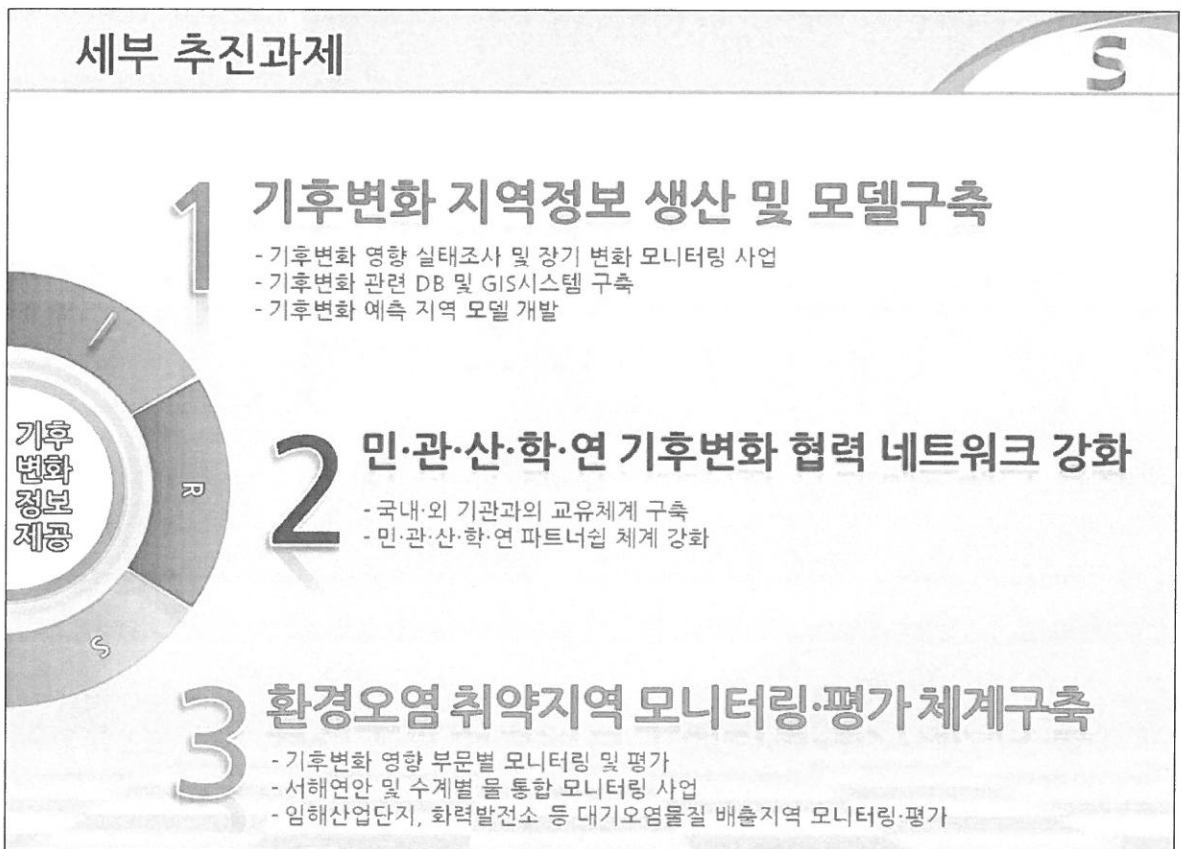 세부 추진과제
S
1 기후변화 지역정보 생산 및 모델구축
- 기후변화 영향 실태조사 및 장기 변화 모니터링 사업
- 기후변화 관련 DB 및 GIS시스템 구축
- 기후변화 예측 지역 모델 개발
I
R
S
기후
변화
정보
제공
2 민·관·산·학·연 기후변화 협력 네트워크 강화
- 국내·외 기관과의 교유체계 구축
- 민·관·산·학·연 파트너쉽 체계 강화
3 환경오염 취약지역 모니터링·평가 체계구축
- 기후변화 영향 부문별 모니터링 및 평가
- 서해연안 및 수계별 물 통합 모니터링 사업
- 임해산업단지, 화력발전소 등 대기오염물질 배출지역 모니터링·평가